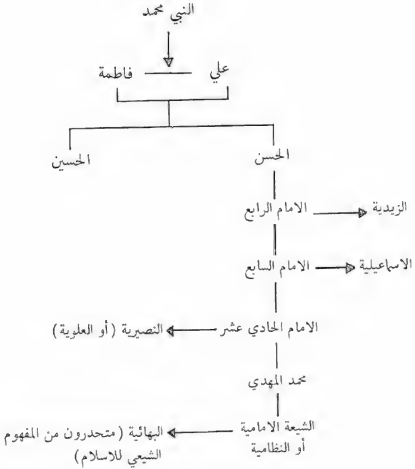 النبي محمد
علي فاطمة
الحسن الحسين
الامام الرابع الزيدية
الامام السابع الاسماعيلية
الامام الحادي عشر النصيرية (أو العلوية)
محمد المهدي
الشيعة الامامية البهائية (متحدرون من المفهوم
أو النظامية الشيعي للاسلام)